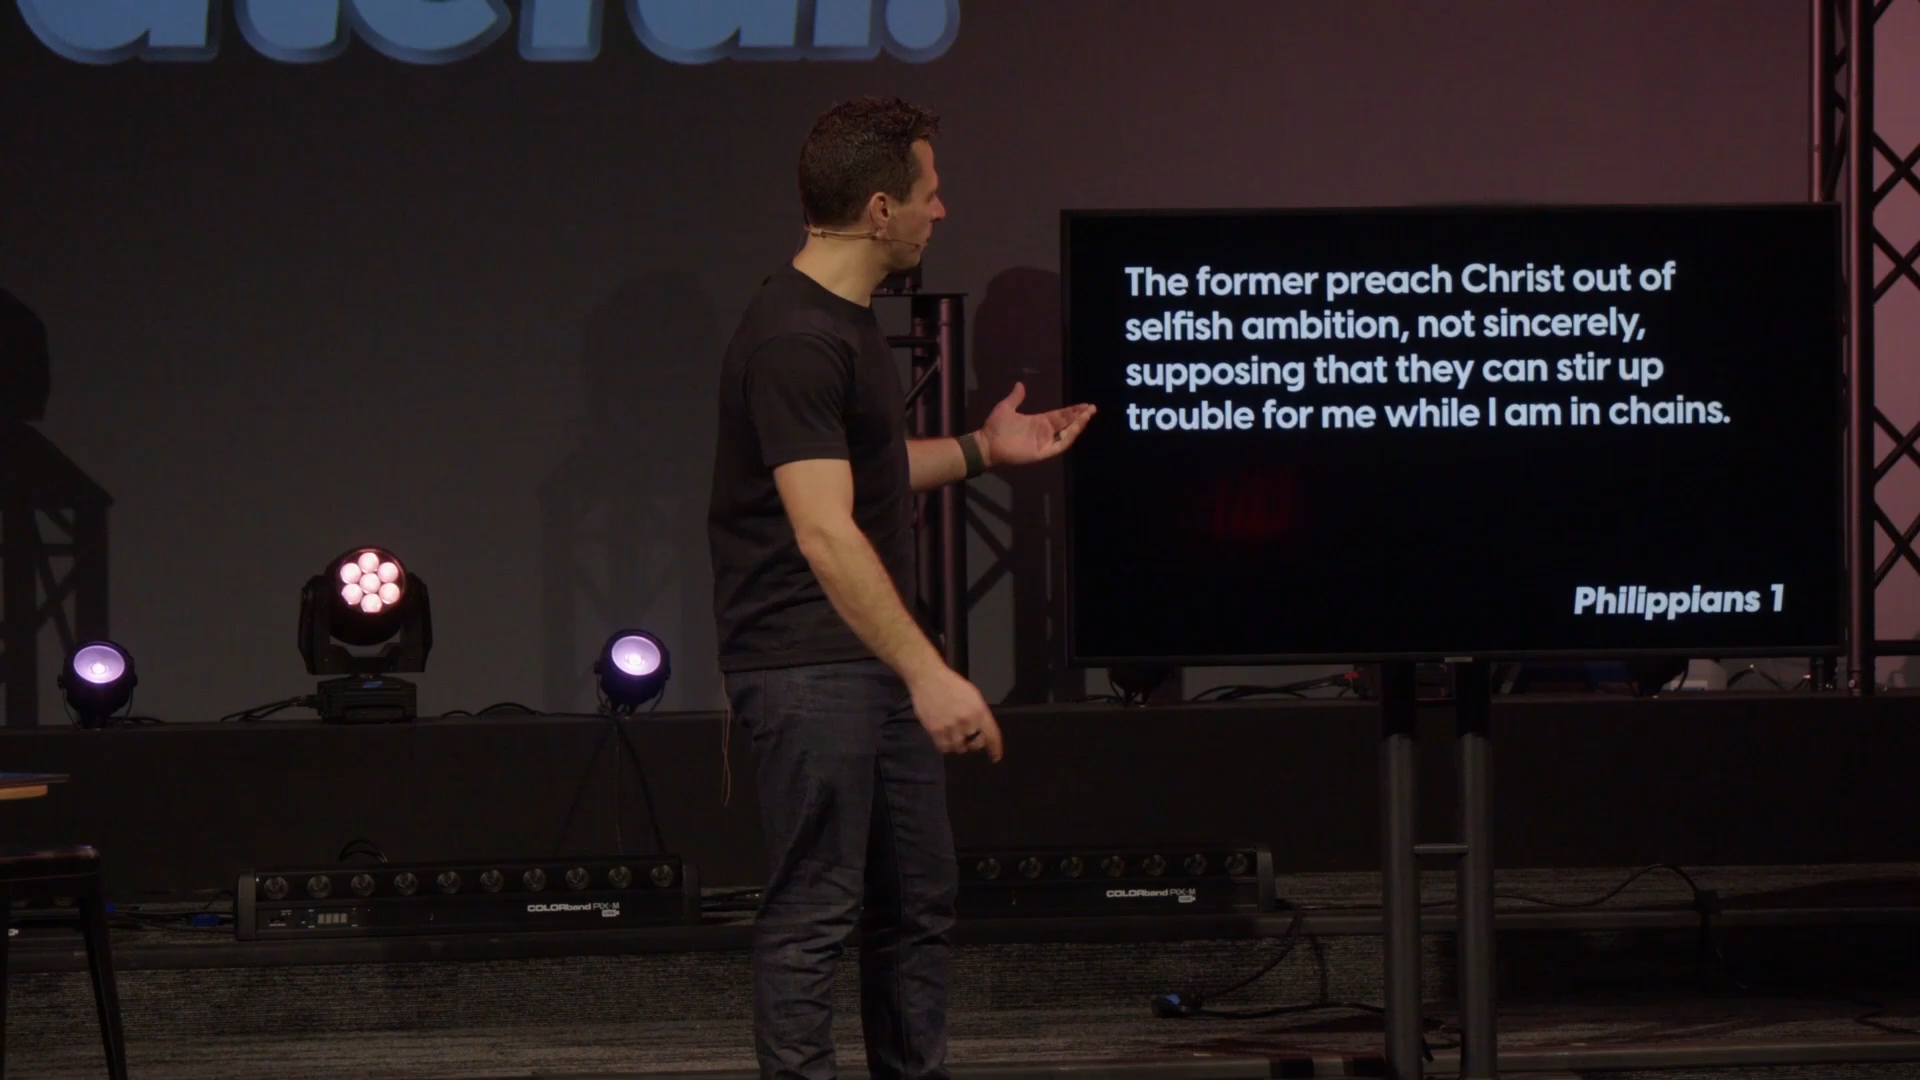 The former preach Christ out of
selfish ambition, not sincerely,
supposing that they can stir up
trouble for me while I am in chains.
Philippians 1
COLORband PIX-M
COLORband PIX-M